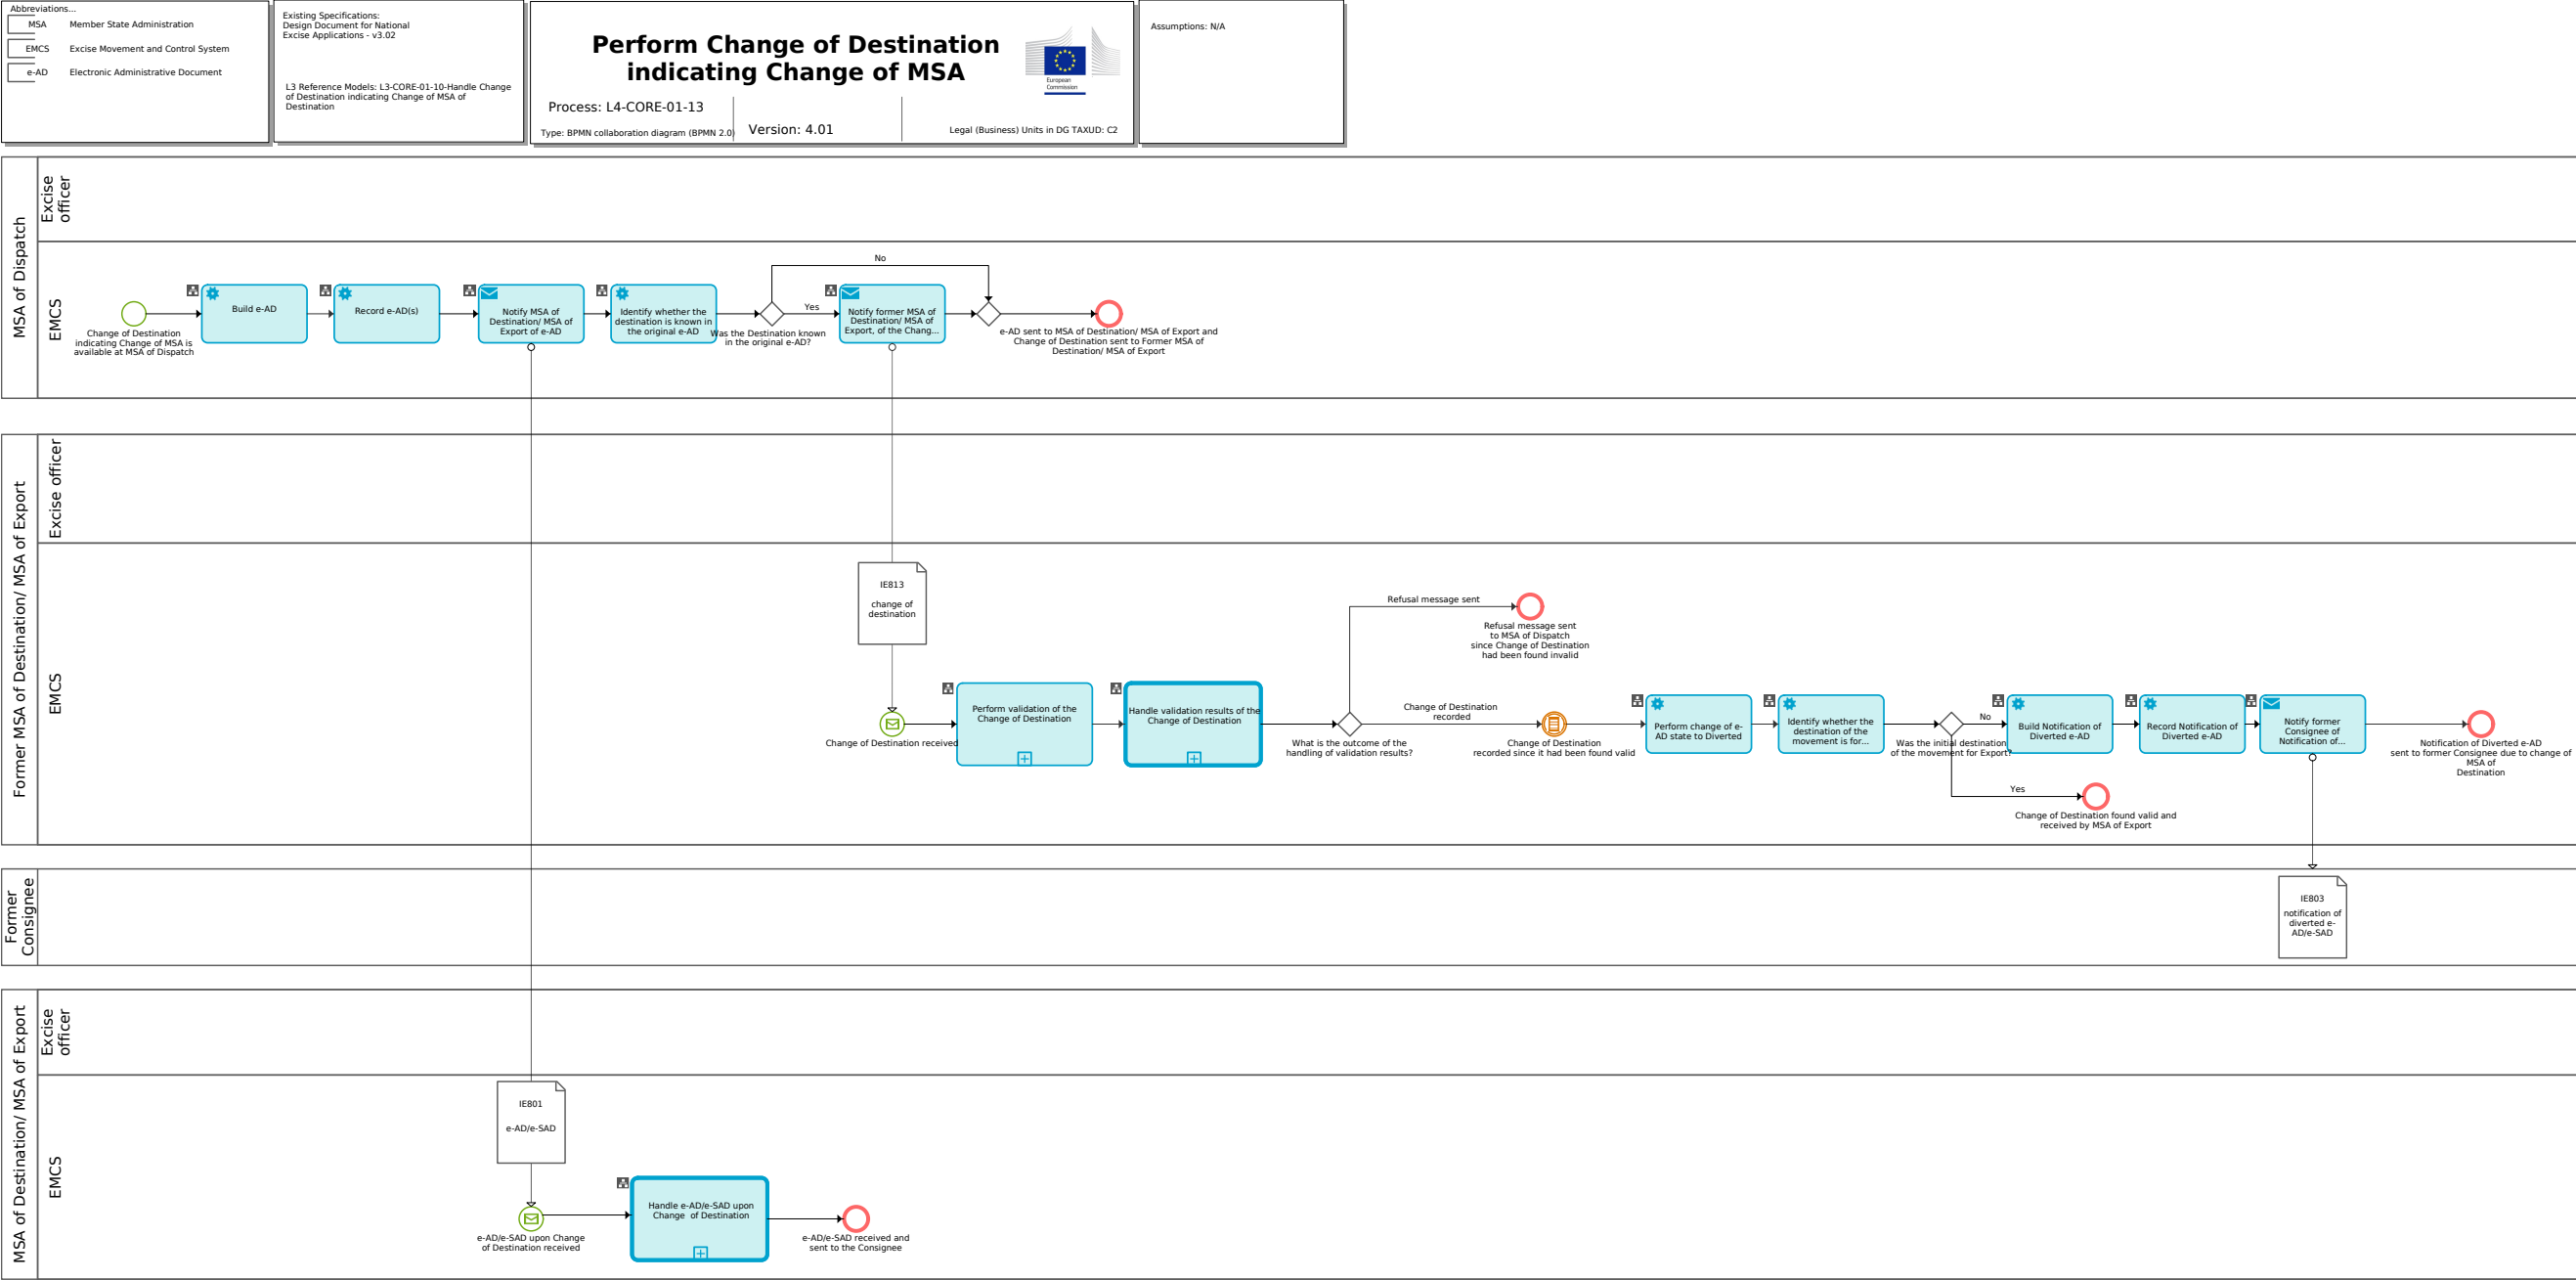 Abbreviations...
MSA Member State Administration
EMCS Excise Movement and Control System
e-AD Electronic Administrative Document
Existing Specifications:
Design Document for National
Excise Applications - v3.02
L3 Reference Models: L3-CORE-01-10-Handle Change
of Destination indicating Change of MSA of
Destination
Perform Change of Destination
indicating Change of MSA
European
Commission
Process: L4-CORE-01-13
Type: BPMN collaboration diagram (BPMN 2.0)
Version: 4.01
Legal (Business) Units in DG TAXUD: C2
Assumptions: N/A
MSA of Dispatch
Excise
officer
EMCS
Change of Destination
indicating Change of MSA is
available at MSA of Dispatch
Build e-AD
Record e-AD(s)
Notify MSA of
Destination/ MSA of
Export of e-AD
Identify whether the
destination is known in
the original e-AD
Was the Destination known
in the original e-AD?
No
Yes
Notify former MSA of
Destination/ MSA of
Export, of the Chang...
e-AD sent to MSA of Destination/ MSA of Export and
Change of Destination sent to Former MSA of
Destination/ MSA of Export
Former MSA of Destination/ MSA of Export
Excise officer
EMCS
IE813
change of
destination
Change of Destination received
Perform validation of the
Change of Destination
Handle validation results of the
Change of Destination
What is the outcome of the
handling of validation results?
Refusal message sent
Refusal message sent
to MSA of Dispatch
since Change of Destination
had been found invalid
Change of Destination
recorded
Change of Destination
recorded since it had been found valid
Perform change of e-
AD state to Diverted
Identify whether the
destination of the
movement is for...
Was the initial destination
of the movement for Export?
No
Yes
Build Notification of
Diverted e-AD
Record Notification of
Diverted e-AD
Notify former
Consignee of
Notification of...
Notification of Diverted e-AD
sent to former Consignee due to change of
MSA of
Destination
Change of Destination found valid and
received by MSA of Export
Former
Consignee
IE803
notification of
diverted e-
AD/e-SAD
MSA of Destination/ MSA of Export
Excise
officer
EMCS
IE801
e-AD/e-SAD
e-AD/e-SAD upon Change
of Destination received
Handle e-AD/e-SAD upon
Change of Destination
e-AD/e-SAD received and
sent to the Consignee